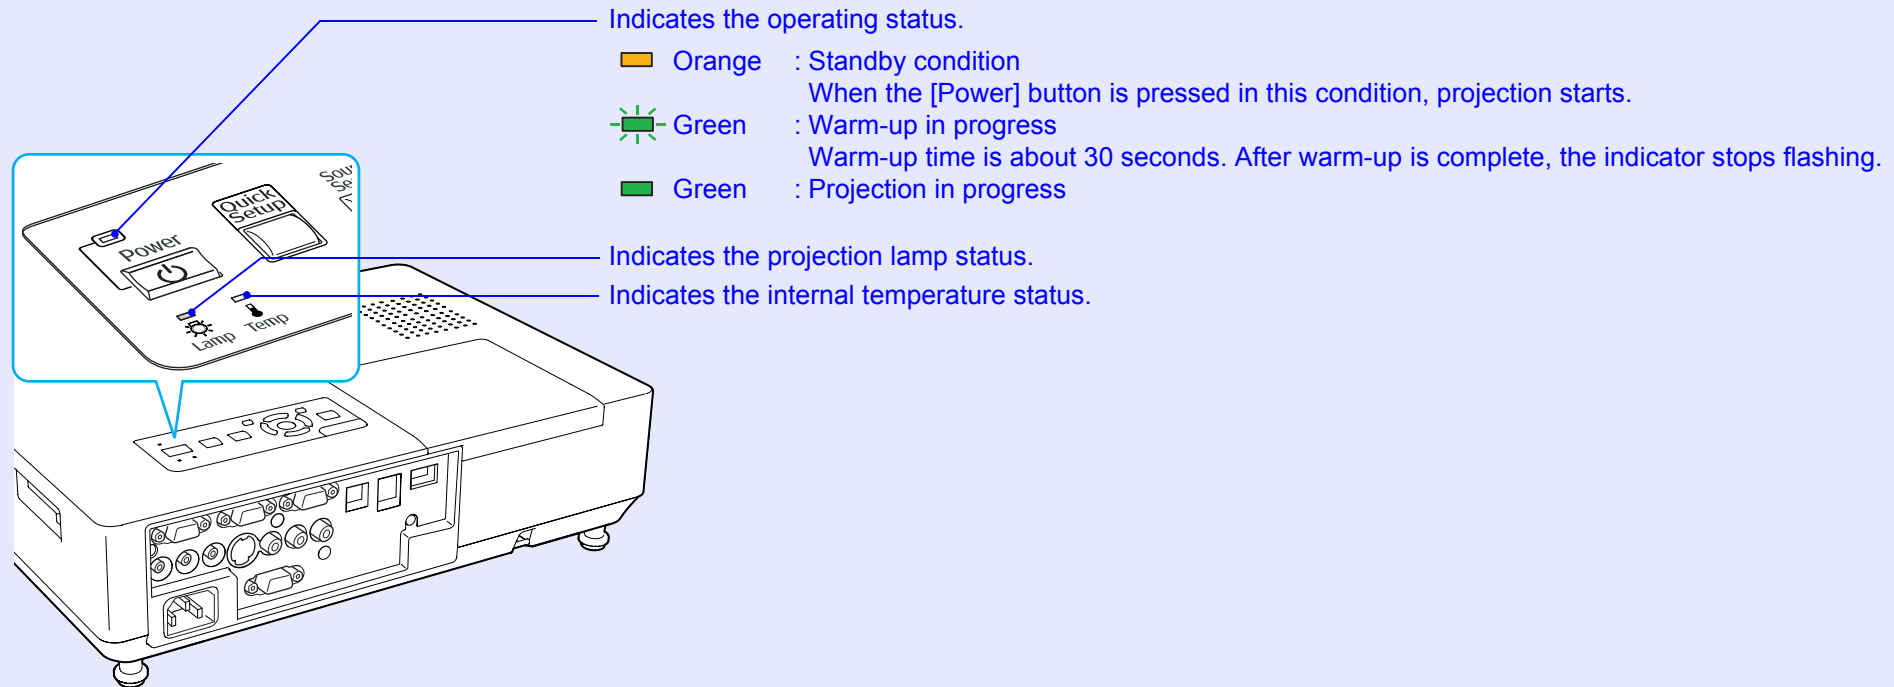 Indicates the operating status.
Orange : Standby condition
When the [Power] button is pressed in this condition, projection starts.
Green : Warm-up in progress
Warm-up time is about 30 seconds. After warm-up is complete, the indicator stops flashing.
Green : Projection in progress
Indicates the projection lamp status.
Indicates the internal temperature status.
Quick
Setup
Power
Lamp Temp